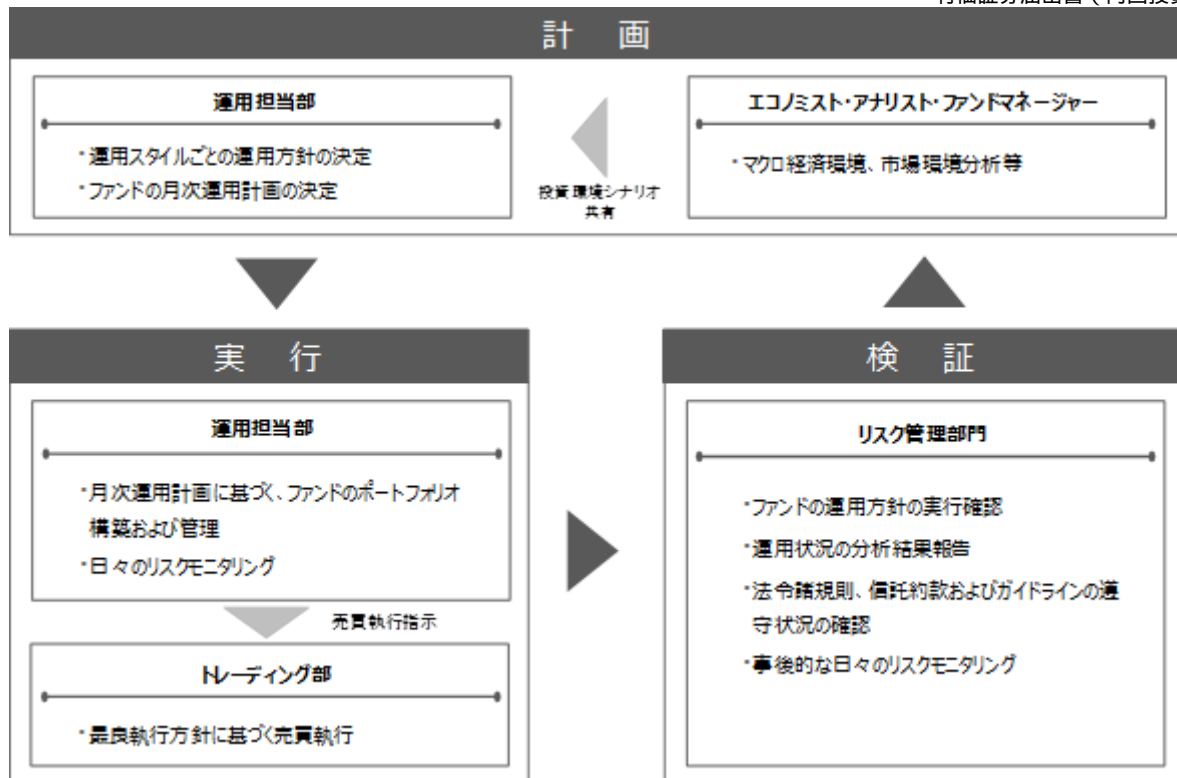 計 画
運用担当部
・運用スタイルごとの運用方針の決定
・ファンドの月次運用計画の決定
投資環境シナリオ
共有
エコノミスト・アナリスト・ファンドマネージャー
・マクロ経済環境、市場環境分析等
実 行
運用担当部
・月次運用計画に基づく、ファンドのポートフォリオ
構築および管理
・日々のリスクモニタリング
売買執行指示
トレーディング部
・最良執行方針に基づく売買執行
検 証
リスク管理部門
・ファンドの運用方針の実行確認
・運用状況の分析結果報告
・法令諸規則、信託約款およびガイドラインの遵
守状況の確認
・事後的な日々のリスクモニタリング